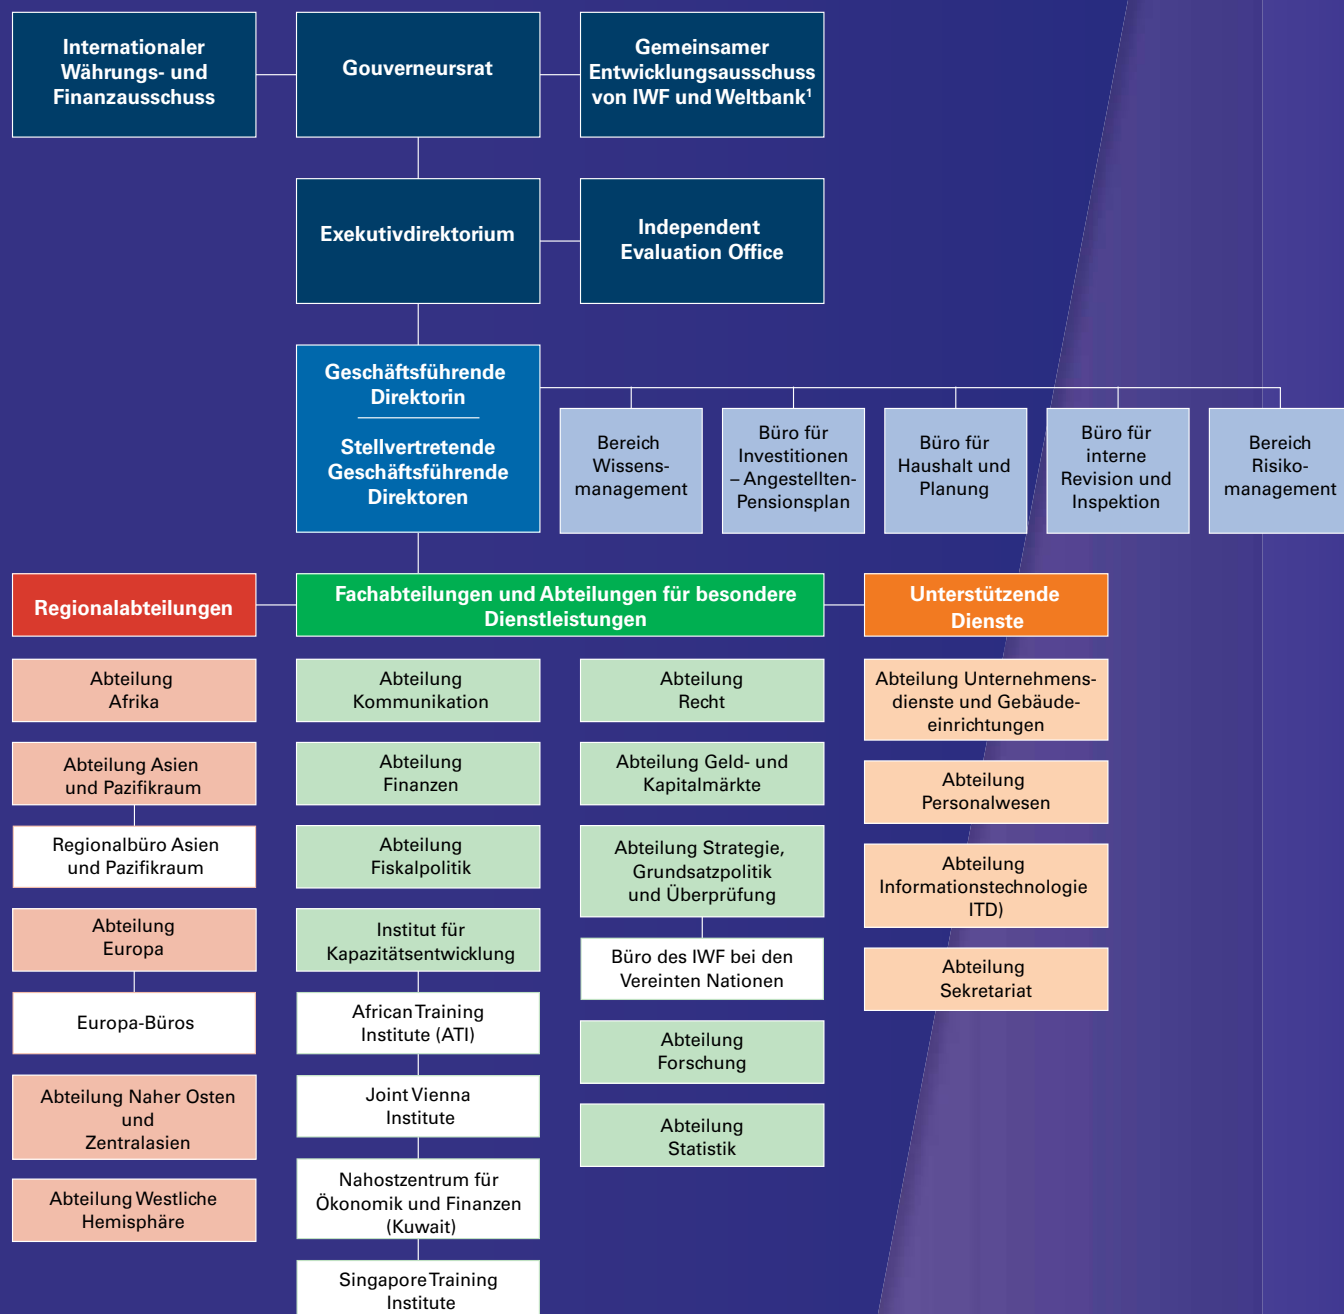 Internationaler
Währungs- und
Finanzausschuss
Gouverneursrat
Gemeinsamer
Entwicklungsausschuss
von IWF und Weltbank¹
Exekutivdirektorium
Independent
Evaluation Office
Geschäftsführende
Direktorin
Stellvertretende
Geschäftsführende
Direktoren
Bereich
Wissens-
management
Büro für
Investitionen
– Angestellten-
Pensionsplan
Büro für
Haushalt und
Planung
Büro für
interne
Revision und
Inspektion
Bereich
Risiko-
management
Regionalabteilungen
Fachabteilungen und Abteilungen für besondere
Dienstleistungen
Unterstützende
Dienste
Abteilung
Afrika
Abteilung Asien
und Pazifikraum
Regionalbüro Asien
und Pazifikraum
Abteilung
Europa
Europa-Büros
Abteilung Naher Osten
und
Zentralasien
Abteilung Westliche
Hemisphäre
Abteilung
Kommunikation
Abteilung
Finanzen
Abteilung
Fiskalpolitik
Institut für
Kapazitätsentwicklung
African Training
Institute (ATI)
Joint Vienna
Institute
Nahostzentrum für
Ökonomik und Finanzen
(Kuwait)
Singapore Training
Institute
Abteilung
Recht
Abteilung Geld- und
Kapitalmärkte
Abteilung Strategie,
Grundsatzpolitik
und Überprüfung
Büro des IWF bei den
Vereinten Nationen
Abteilung
Forschung
Abteilung
Statistik
Abteilung Unternehmens-
dienste und Gebäude-
einrichtungen
Abteilung
Personalwesen
Abteilung
Informationstechnologie
ITD)
Abteilung
Sekretariat